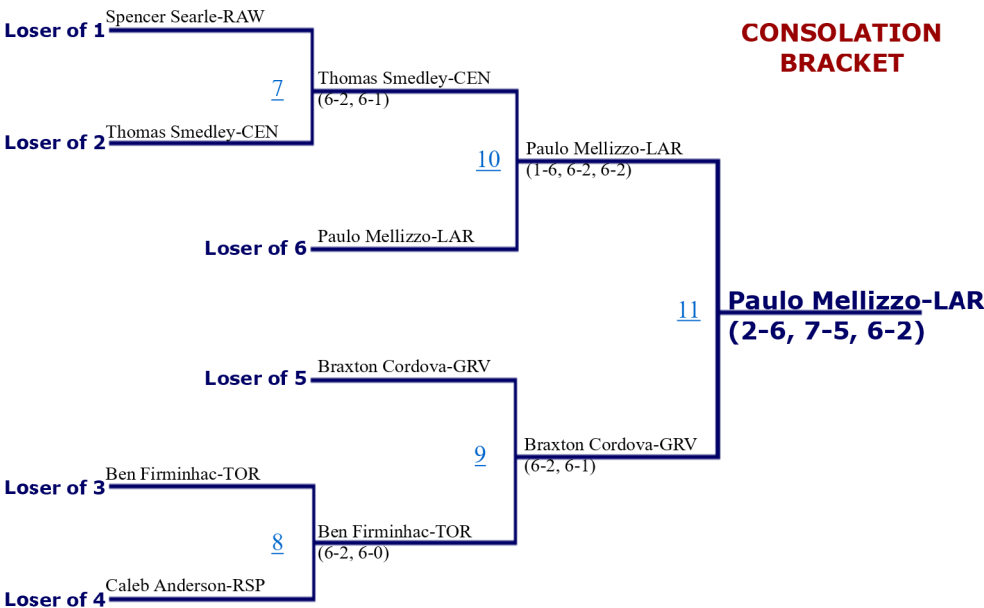 Spencer Searle-RAW
Loser of 1
CONSOLATION
BRACKET
7
Thomas Smedley-CEN
(6-2, 6-1)
Thomas Smedley-CEN
Loser of 2
10
Paulo Mellizzo-LAR
(1-6, 6-2, 6-2)
Paulo Mellizzo-LAR
Loser of 6
11
Paulo Mellizzo-LAR
(2-6, 7-5, 6-2)
Braxton Cordova-GRV
Loser of 5
9
Braxton Cordova-GRV
(6-2, 6-1)
Ben Firminhac-TOR
Loser of 3
8
Ben Firminhac-TOR
(6-2, 6-0)
Caleb Anderson-RSP
Loser of 4